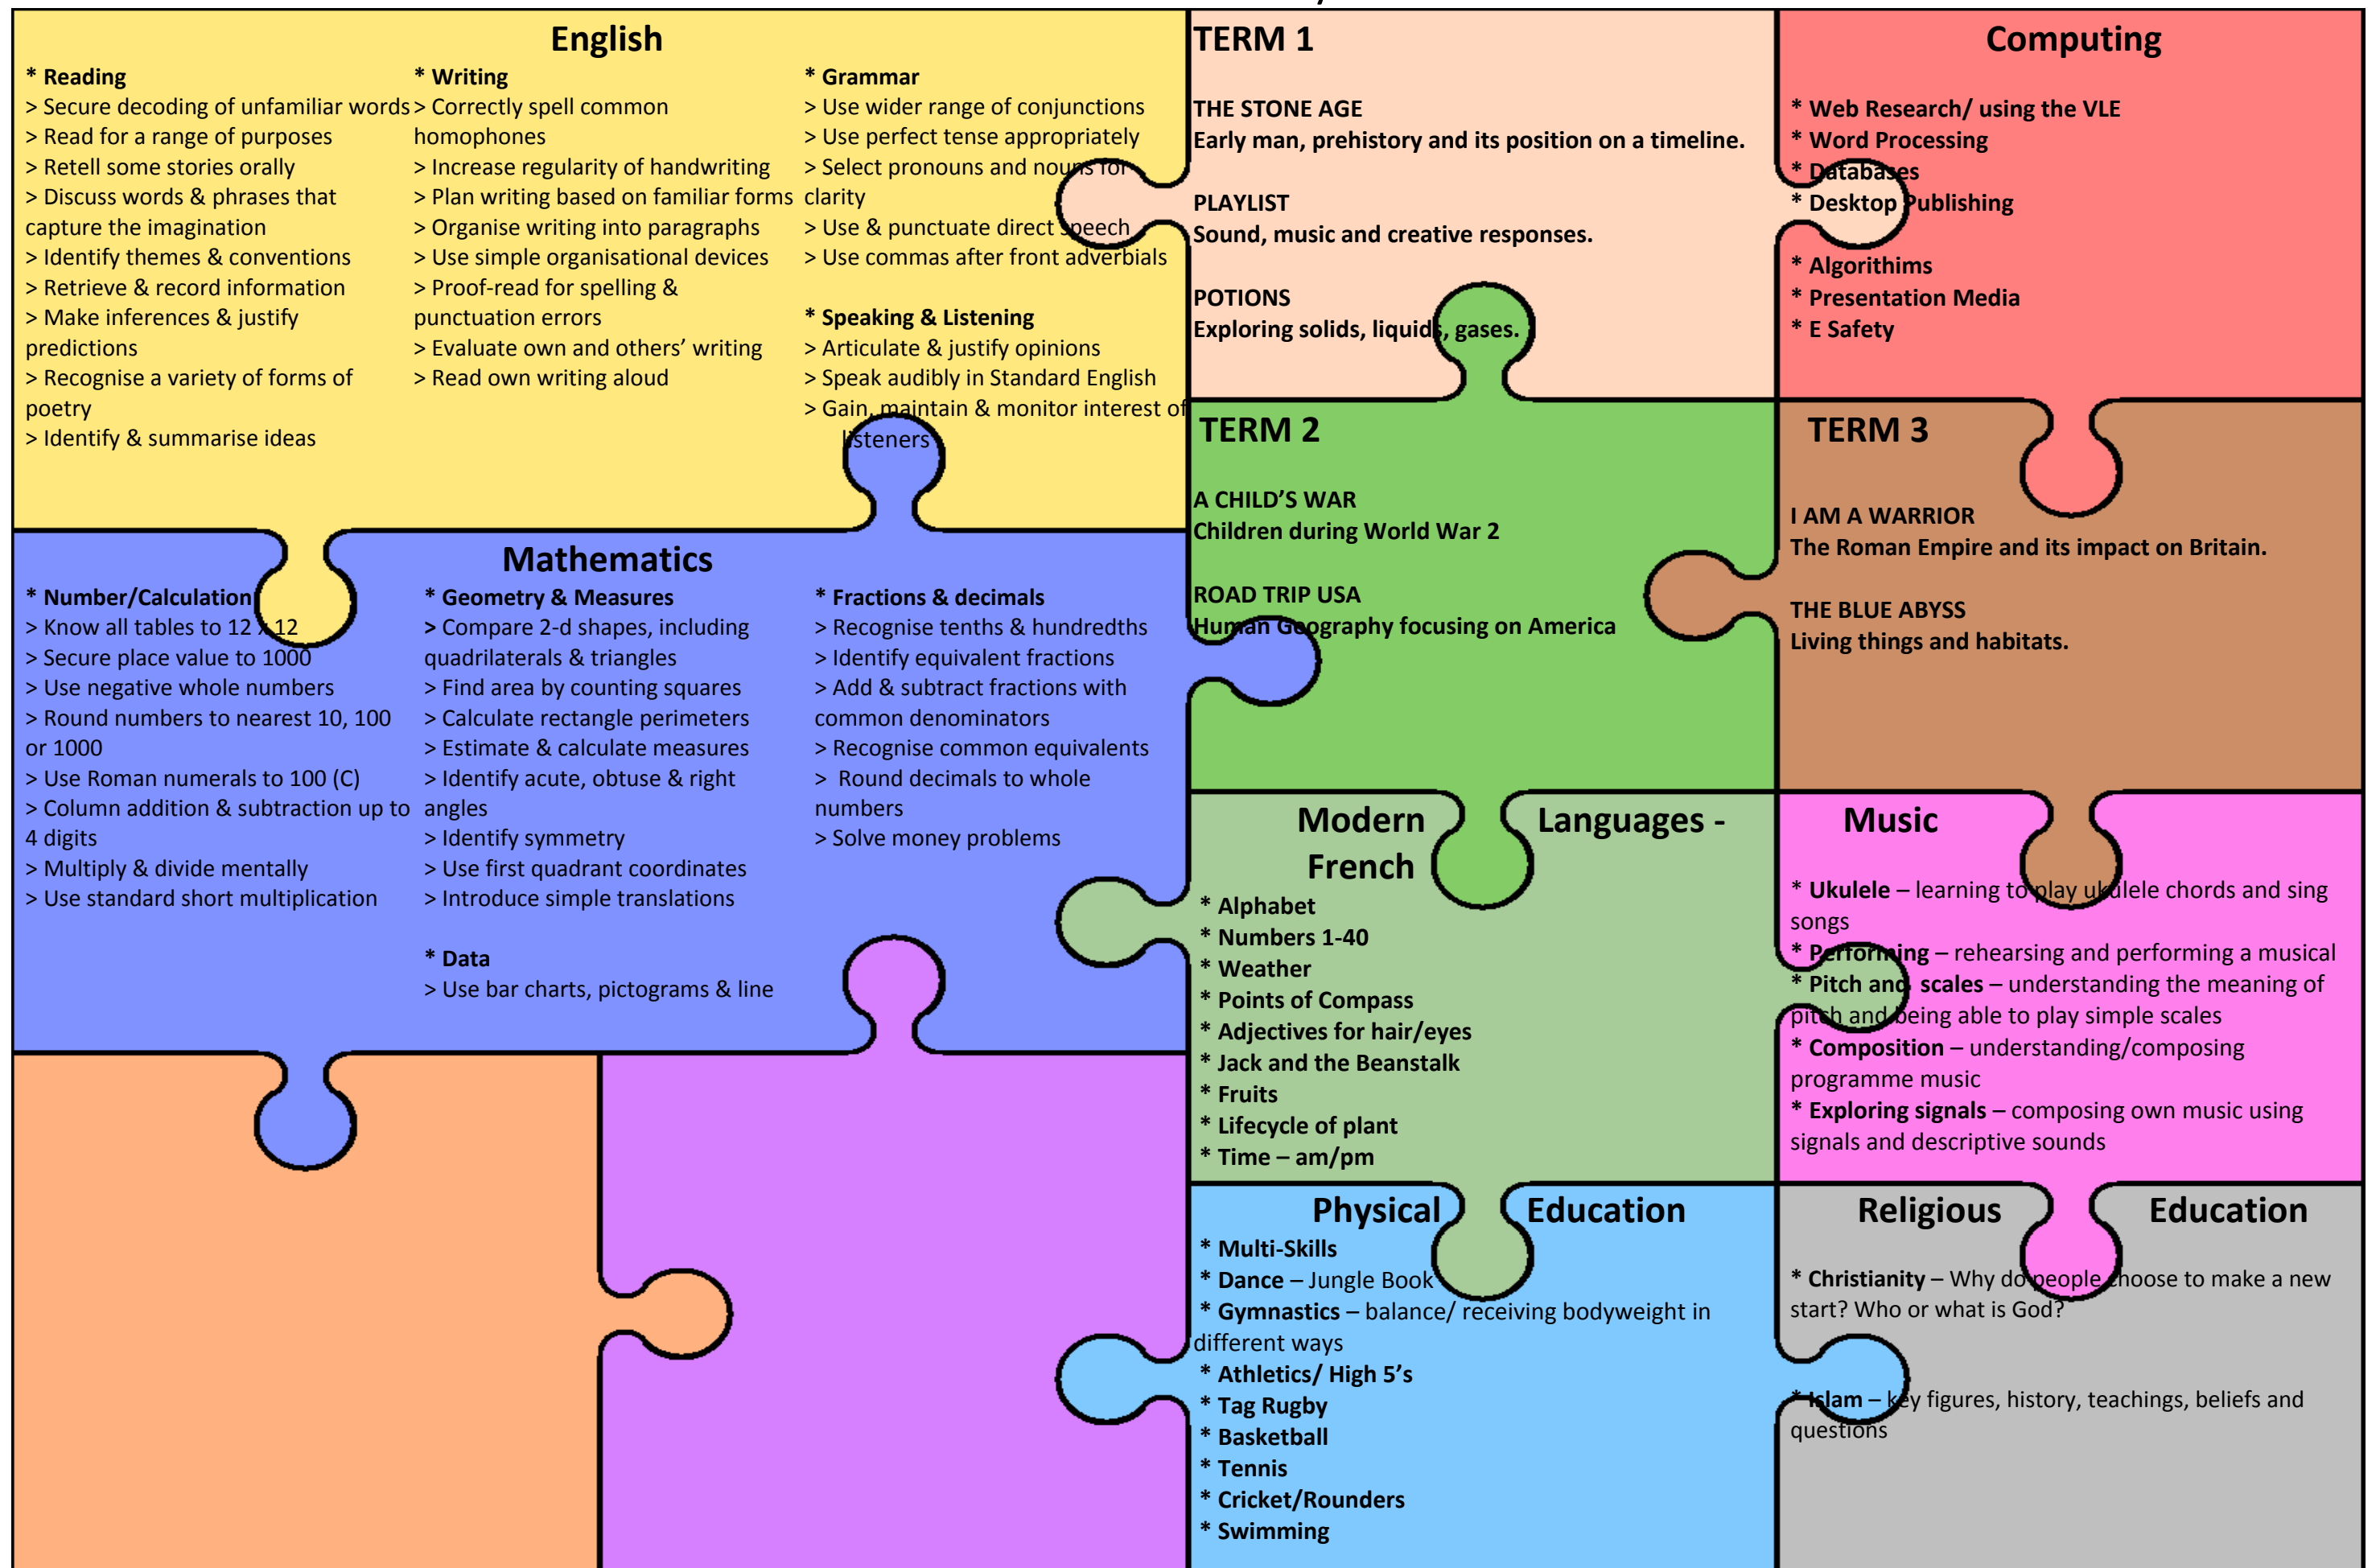 English
* Reading
> Secure decoding of unfamiliar words
> Read for a range of purposes
> Retell some stories orally
> Discuss words & phrases that
capture the imagination
> Identify themes & conventions
> Retrieve & record information
> Make inferences & justify
predictions
> Recognise a variety of forms of
poetry
> Identify & summarise ideas
* Writing
> Correctly spell common
homophones
> Increase regularity of handwriting
> Plan writing based on familiar forms
> Organise writing into paragraphs
> Use simple organisational devices
> Proof-read for spelling &
punctuation errors
> Evaluate own and others’ writing
> Read own writing aloud
* Grammar
> Use wider range of conjunctions
> Use perfect tense appropriately
> Select pronouns and nouns for
clarity
> Use & punctuate direct speech
> Use commas after front adverbials
* Speaking & Listening
> Articulate & justify opinions
> Speak audibly in Standard English
> Gain, maintain & monitor interest of
listeners
TERM 1
THE STONE AGE
Early man, prehistory and its position on a timeline.
PLAYLIST
Sound, music and creative responses.
POTIONS
Exploring solids, liquids, gases.
Computing
* Web Research/ using the VLE
* Word Processing
* Databases
* Desktop Publishing
* Algorithims
* Presentation Media
* E Safety
TERM 2
A CHILD’S WAR
Children during World War 2
ROAD TRIP USA
Human Geography focusing on America
TERM 3
I AM A WARRIOR
The Roman Empire and its impact on Britain.
THE BLUE ABYSS
Living things and habitats.
Mathematics
* Number/Calculation
> Know all tables to 12 x 12
> Secure place value to 1000
> Use negative whole numbers
> Round numbers to nearest 10, 100
or 1000
> Use Roman numerals to 100 (C)
> Column addition & subtraction up to
4 digits
> Multiply & divide mentally
> Use standard short multiplication
* Geometry & Measures
> Compare 2-d shapes, including
quadrilaterals & triangles
> Find area by counting squares
> Calculate rectangle perimeters
> Estimate & calculate measures
> Identify acute, obtuse & right
angles
> Identify symmetry
> Use first quadrant coordinates
> Introduce simple translations
* Data
> Use bar charts, pictograms & line
* Fractions & decimals
> Recognise tenths & hundredths
> Identify equivalent fractions
> Add & subtract fractions with
common denominators
> Recognise common equivalents
> Round decimals to whole
numbers
> Solve money problems
Modern Languages -
French
* Alphabet
* Numbers 1-40
* Weather
* Points of Compass
* Adjectives for hair/eyes
* Jack and the Beanstalk
* Fruits
* Lifecycle of plant
* Time – am/pm
Music
* Ukulele – learning to play ukulele chords and sing
songs
* Performing – rehearsing and performing a musical
* Pitch and scales – understanding the meaning of
pitch and being able to play simple scales
* Composition – understanding/composing
programme music
* Exploring signals – composing own music using
signals and descriptive sounds
Physical Education
* Multi-Skills
* Dance – Jungle Book
* Gymnastics – balance/ receiving bodyweight in
different ways
* Athletics/ High 5’s
* Tag Rugby
* Basketball
* Tennis
* Cricket/Rounders
* Swimming
Religious Education
* Christianity – Why do people choose to make a new
start? Who or what is God?
* Islam – key figures, history, teachings, beliefs and
questions